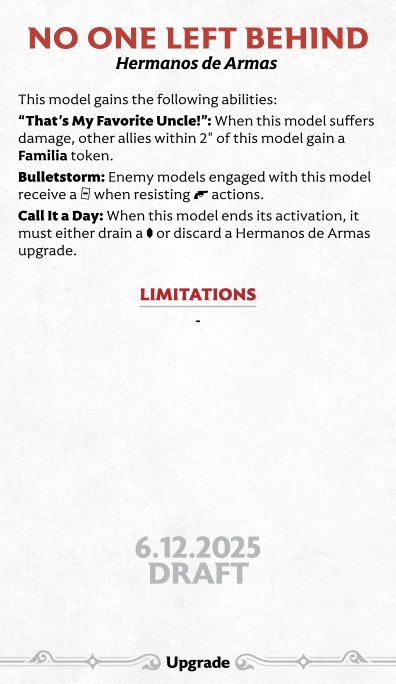 NO ONE LEFT BEHIND
Hermanos de Armas
This model gains the following abilities:
“That’s My Favorite Uncle!”: When this model suffers
damage, other allies within 2" of this model gain a
Familia token.
Bulletstorm: Enemy models engaged with this model
receive a when resisting actions.
Call It a Day: When this model ends its activation, it
must either drain a or discard a Hermanos de Armas
upgrade.
LIMITATIONS
-
6.12.2025
DRAFT
Upgrade